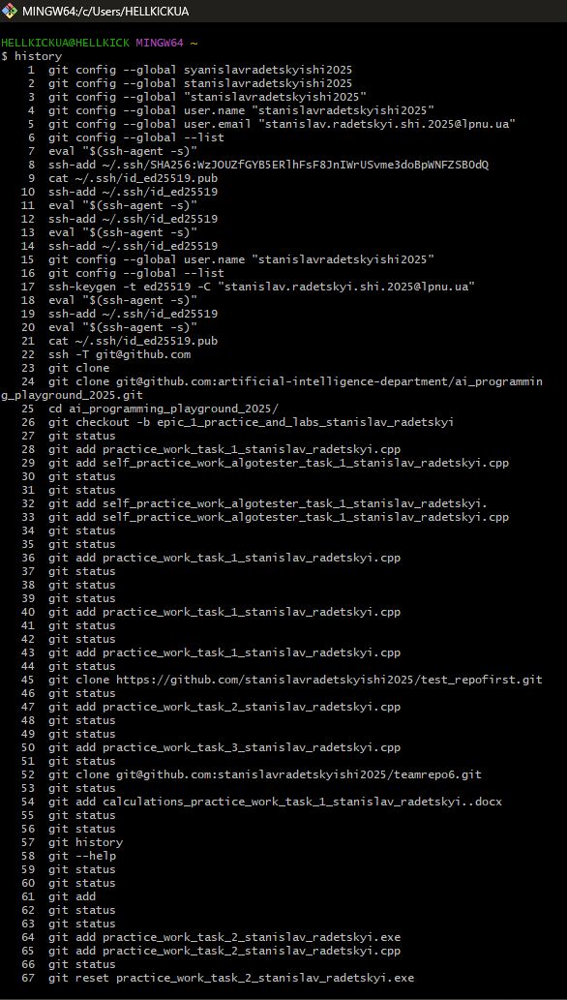 MINGW64:/c/Users/HELLKICKUA
HELLKICKUA@HELLKICK MINGW64 ~
$ history
1 git config --global syanislavradetskyishi2025
2 git config --global stanislavradetskyishi2025
3 git config --global "stanislavradetskyishi2025"
4 git config --global user.name "stanislavradetskyishi2025"
5 git config --global user.email "stanislav.radetskyi.shi.2025@lpnu.ua"
6 git config --global --list
7 eval "$(ssh-agent -s)"
8 ssh-add ~/.ssh/SHA256:WzJOUZfGYB5ERlhFsF8JnIWrUSvme3doBpWNFZSBOdQ
9 cat ~/.ssh/id_ed25519.pub
10 ssh-add ~/.ssh/id_ed25519
11 eval "$(ssh-agent -s)"
12 ssh-add ~/.ssh/id_ed25519
13 eval "$(ssh-agent -s)"
14 ssh-add ~/.ssh/id_ed25519
15 git config --global user.name "stanislavradetskyishi2025"
16 git config --global --list
17 ssh-keygen -t ed25519 -C "stanislav.radetskyi.shi.2025@lpnu.ua"
18 eval "$(ssh-agent -s)"
19 ssh-add ~/.ssh/id_ed25519
20 eval "$(ssh-agent -s)"
21 cat ~/.ssh/id_ed25519.pub
22 ssh -T git@github.com
23 git clone
24 git clone git@github.com:artificial-intelligence-department/ai_programmin
g_playground_2025.git
25 cd ai_programming_playground_2025/
26 git checkout -b epic_1_practice_and_labs_stanislav_radetskyi
27 git status
28 git add practice_work_task_1_stanislav_radetskyi.cpp
29 git add self_practice_work_algotester_task_1_stanislav_radetskyi.cpp
30 git status
31 git status
32 git add self_practice_work_algotester_task_1_stanislav_radetskyi.
33 git add self_practice_work_algotester_task_1_stanislav_radetskyi.cpp
34 git status
35 git status
36 git add practice_work_task_1_stanislav_radetskyi.cpp
37 git status
38 git status
39 git status
40 git add practice_work_task_1_stanislav_radetskyi.cpp
41 git status
42 git status
43 git add practice_work_task_1_stanislav_radetskyi.cpp
44 git status
45 git clone https://github.com/stanislavradetskyishi2025/test_repofirst.git
46 git status
47 git add practice_work_task_2_stanislav_radetskyi.cpp
48 git status
49 git status
50 git add practice_work_task_3_stanislav_radetskyi.cpp
51 git status
52 git clone git@github.com:stanislavradetskyishi2025/teamrepo6.git
53 git status
54 git add calculations_practice_work_task_1_stanislav_radetskyi..docx
55 git status
56 git status
57 git history
58 git --help
59 git status
60 git status
61 git add
62 git status
63 git status
64 git add practice_work_task_2_stanislav_radetskyi.exe
65 git add practice_work_task_2_stanislav_radetskyi.cpp
66 git status
67 git reset practice_work_task_2_stanislav_radetskyi.exe